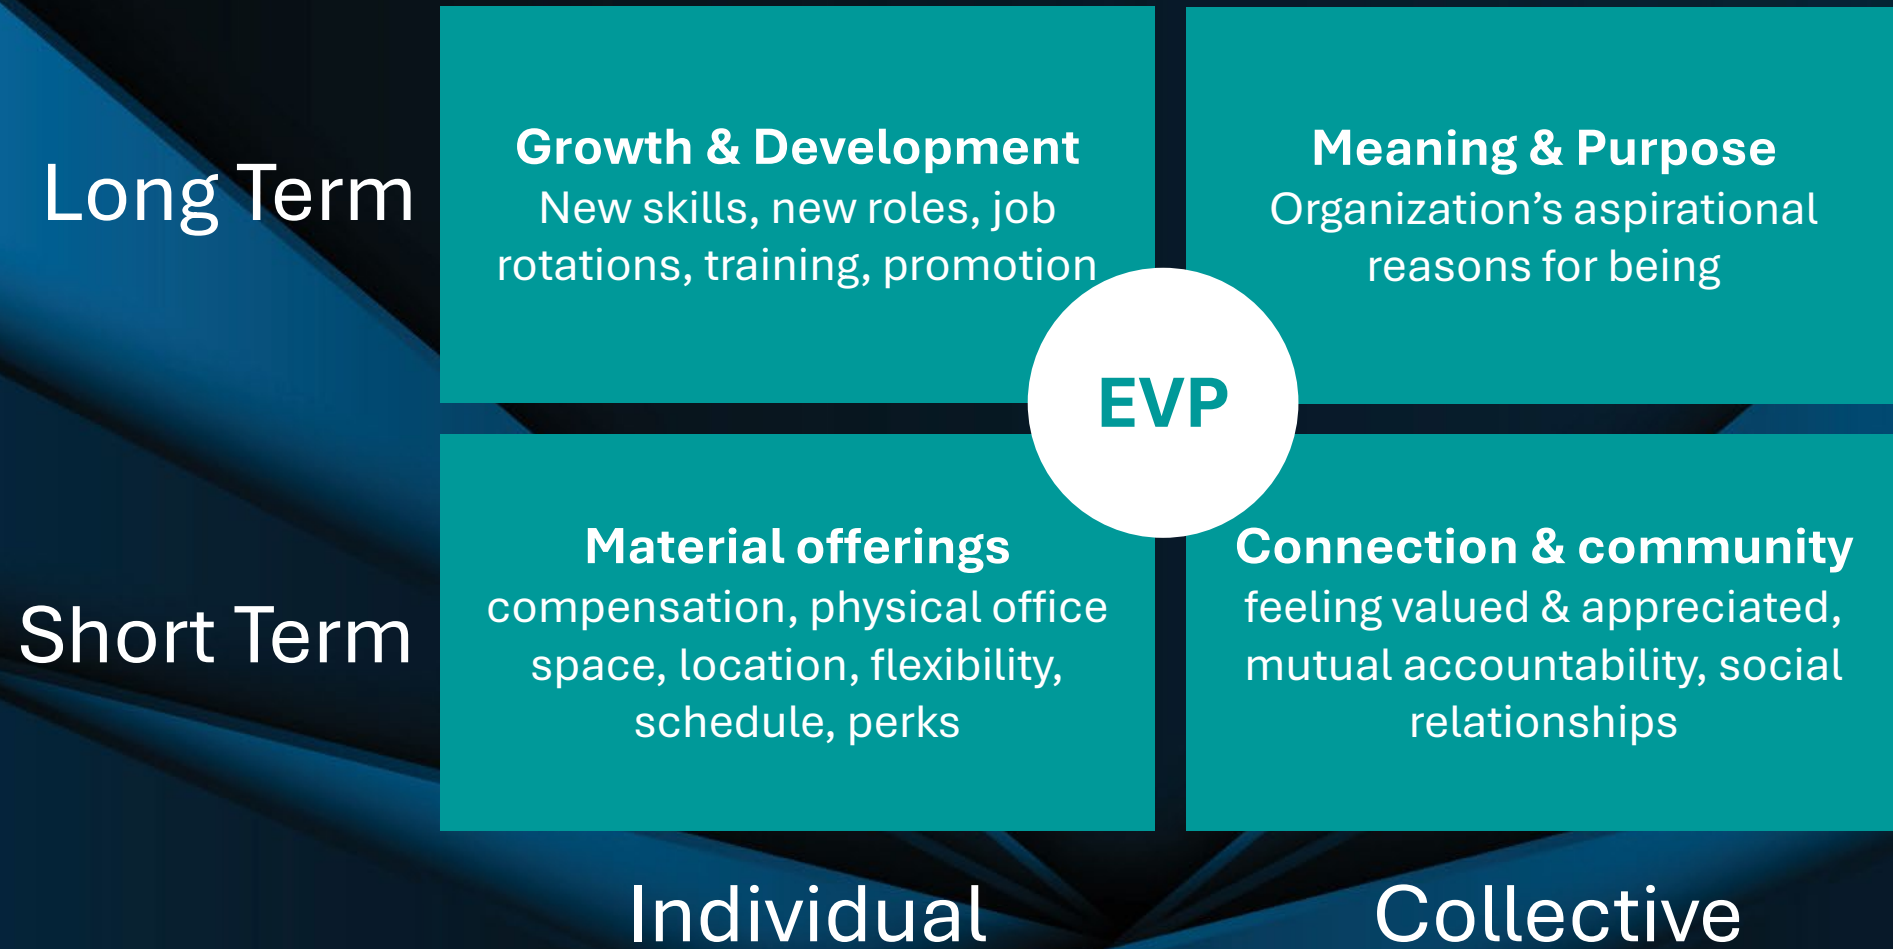 Long Term
Growth & Development
New skills, new roles, job
rotations, training, promotion
Meaning & Purpose
Organization’s aspirational
reasons for being
EVP
Short Term
Material offerings
compensation, physical office
space, location, flexibility,
schedule, perks
Connection & community
feeling valued & appreciated,
mutual accountability, social
relationships
Individual
Collective